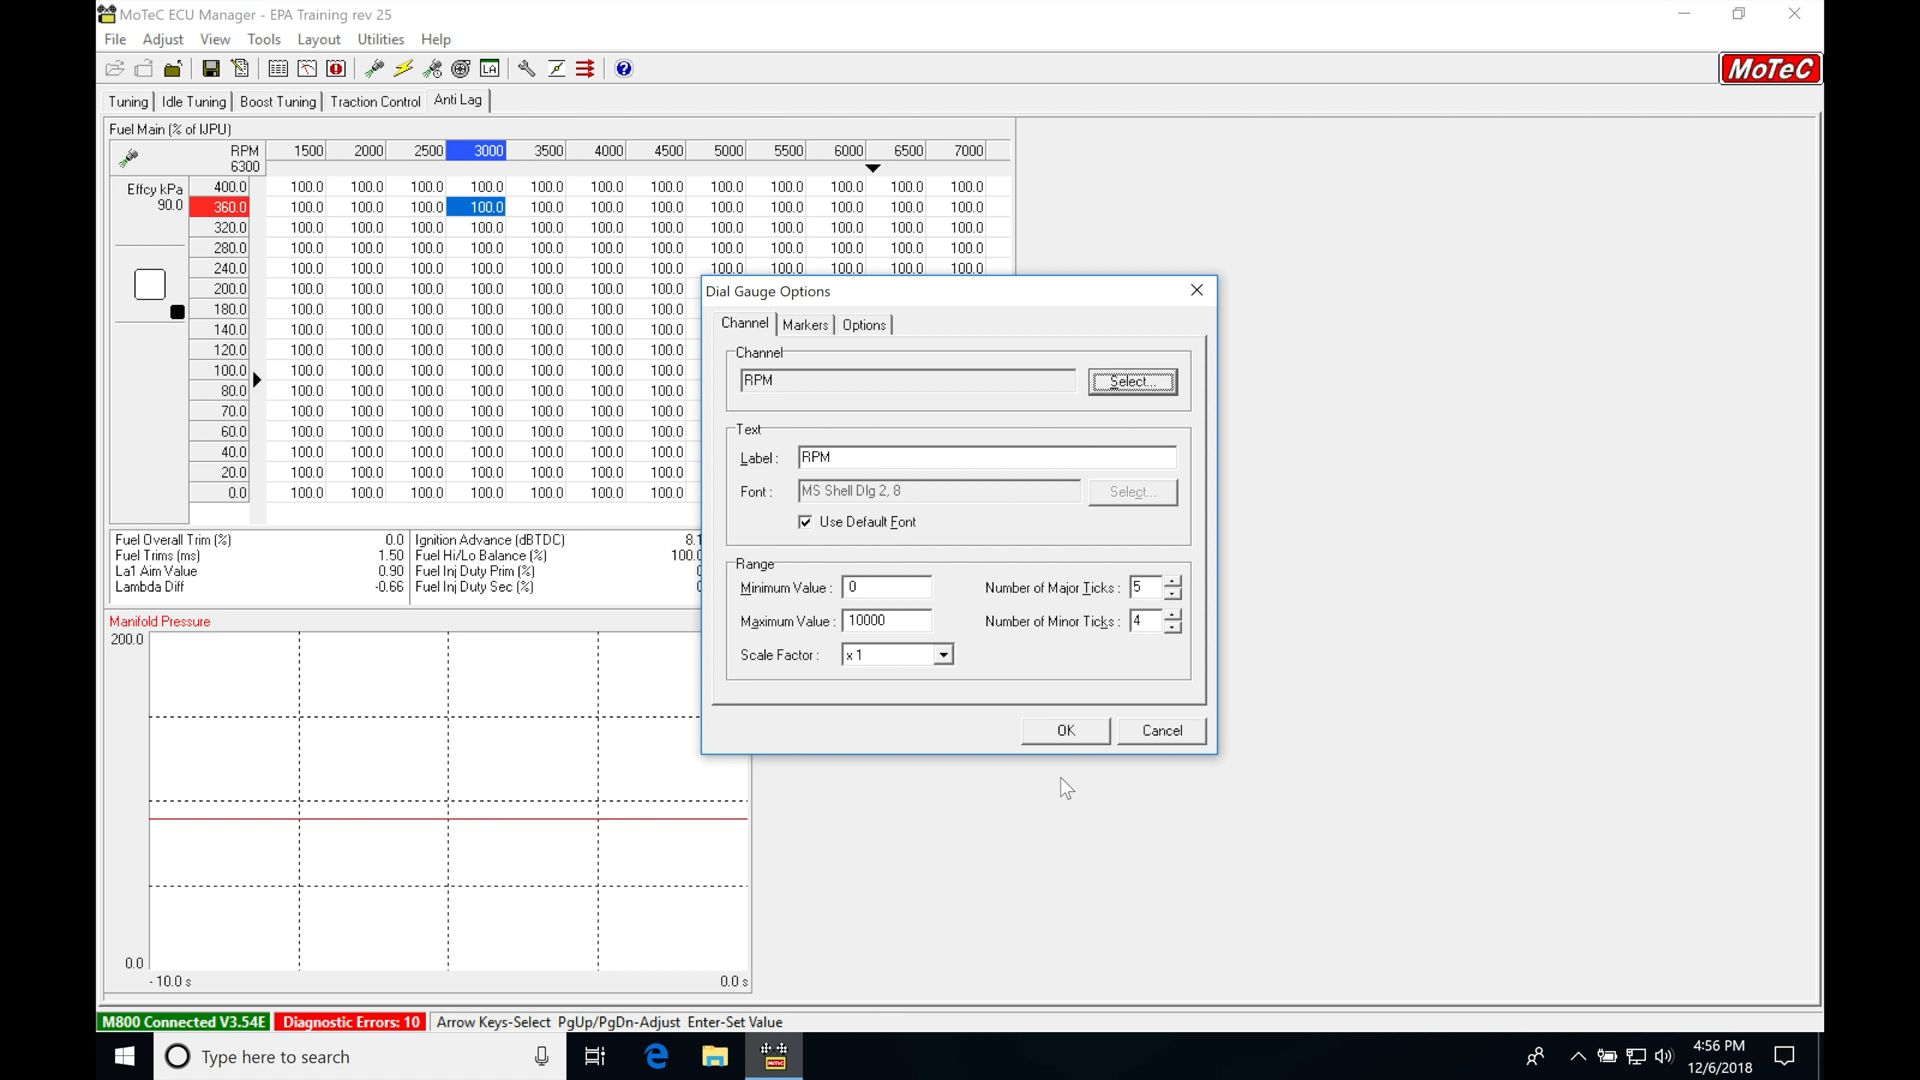 MoTeC ECU Manager - EPA Training rev 25
File Adjust View Tools Layout Utilities Help
LA
MoTeC
Tuning Idle Tuning Boost Tuning Traction Control Anti Lag
Fuel Main (% of IJPU)
RPM 1500 2000 2500 3000 3500 4000 4500 5000 5500 6000 6500 7000
6300
Effcy kPa 400.0 100.0 100.0 100.0 100.0 100.0 100.0 100.0 100.0 100.0 100.0 100.0 100.0
90.0 360.0 100.0 100.0 100.0 100.0 100.0 100.0 100.0 100.0 100.0 100.0 100.0 100.0
320.0 100.0 100.0 100.0 100.0 100.0 100.0 100.0 100.0 100.0 100.0 100.0 100.0
280.0 100.0 100.0 100.0 100.0 100.0 100.0 100.0 100.0 100.0 100.0 100.0 100.0
240.0 100.0 100.0 100.0 100.0 100.0 100.0 100.0 100.0 100.0 100.0 100.0 100.0
200.0 100.0 100.0 100.0 100.0 100.0 100.0 100.0
180.0 100.0 100.0 100.0 100.0 100.0 100.0 100.0
140.0 100.0 100.0 100.0 100.0 100.0 100.0 100.0
120.0 100.0 100.0 100.0 100.0 100.0 100.0 100.0
100.0 100.0 100.0 100.0 100.0 100.0 100.0 100.0
80.0 100.0 100.0 100.0 100.0 100.0 100.0 100.0
70.0 100.0 100.0 100.0 100.0 100.0 100.0 100.0
60.0 100.0 100.0 100.0 100.0 100.0 100.0 100.0
40.0 100.0 100.0 100.0 100.0 100.0 100.0 100.0
20.0 100.0 100.0 100.0 100.0 100.0 100.0 100.0
0.0 100.0 100.0 100.0 100.0 100.0 100.0 100.0
Fuel Overall Trim (%) 0.0 Ignition Advance (dBTDC) 8.1
Fuel Trims (ms) 1.50 Fuel Hi/Lo Balance (%) 100.0
La1 Aim Value 0.90 Fuel Inj Duty Prim (%)
Lambda Diff -0.66 Fuel Inj Duty Sec (%)
Manifold Pressure
200.0
0.0
-10.0 s 0.0 s
Dial Gauge Options
Channel Markers Options
Channel
RPM Select...
Text
Label : RPM
Font : MS Shell Dlg 2, 8 Select...
Use Default Font
Range
Minimum Value : 0 Number of Major Ticks : 5
Maximum Value : 10000 Number of Minor Ticks : 4
Scale Factor : x 1
OK Cancel
M800 Connected V3.54E Diagnostic Errors: 10 Arrow Keys-Select PgUp/PgDn-Adjust Enter-Set Value
Type here to search
4:56 PM
12/6/2018